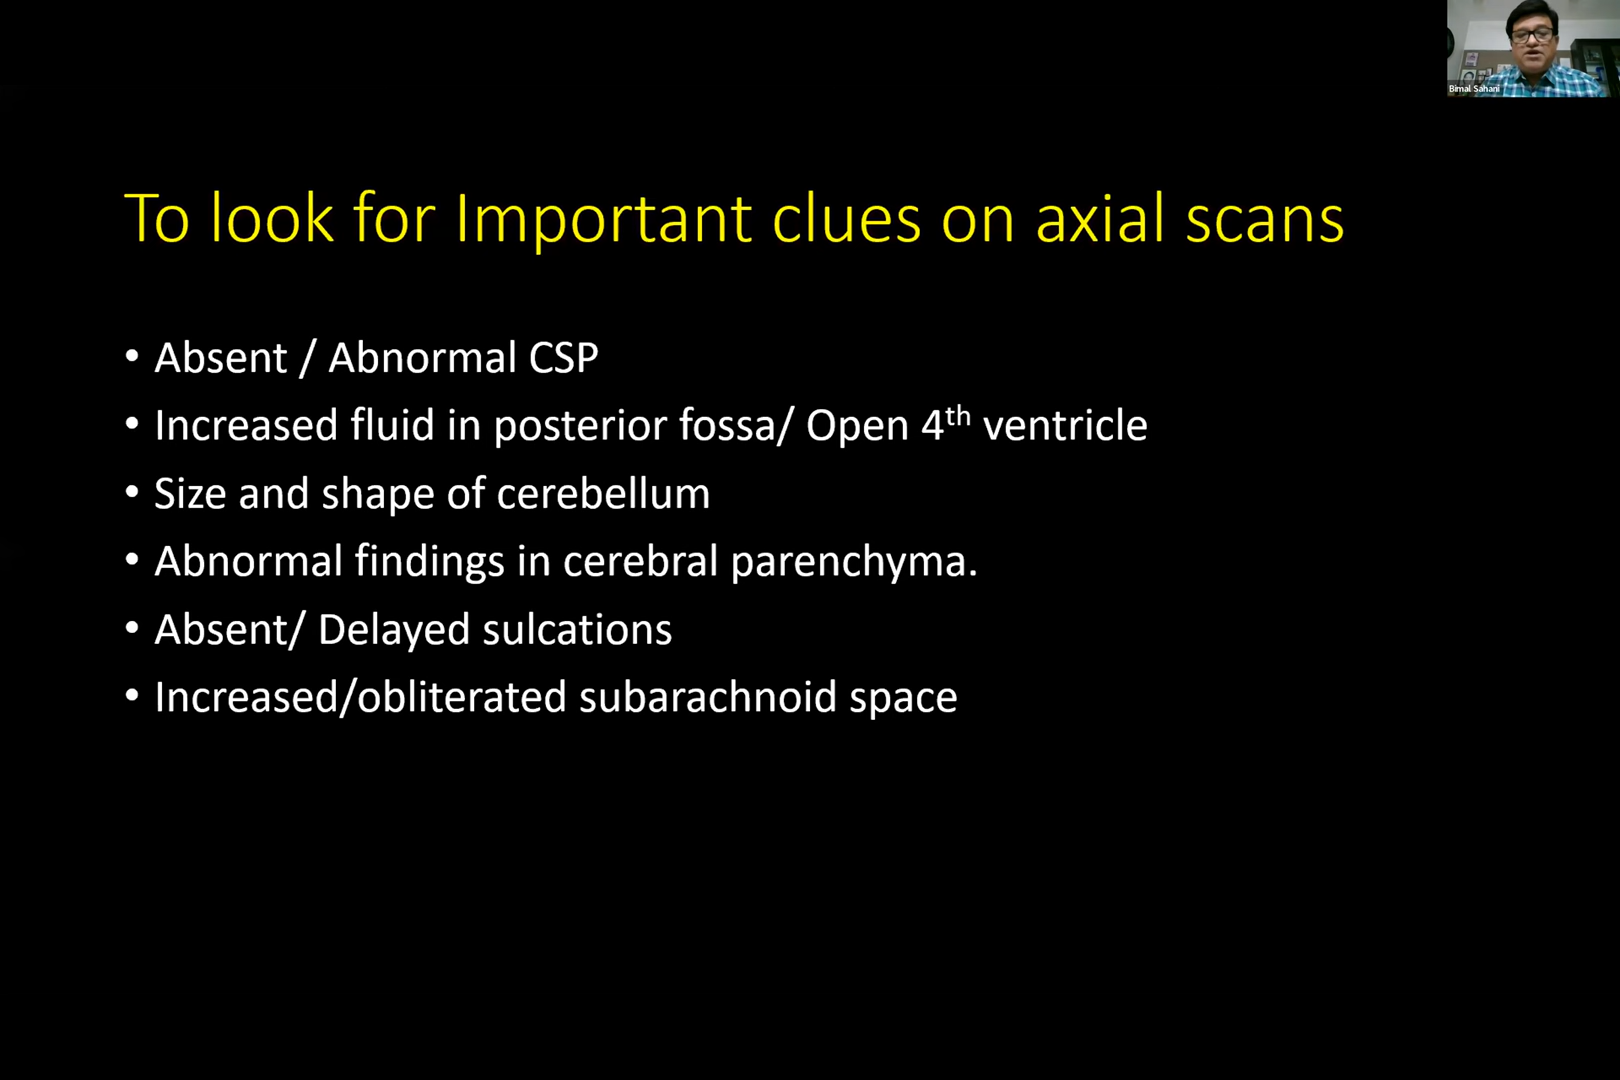 Bimal Sahani
To look for Important clues on axial scans
• Absent / Abnormal CSP
• Increased fluid in posterior fossa/ Open 4th ventricle
• Size and shape of cerebellum
• Abnormal findings in cerebral parenchyma.
• Absent/ Delayed sulcations
• Increased/obliterated subarachnoid space